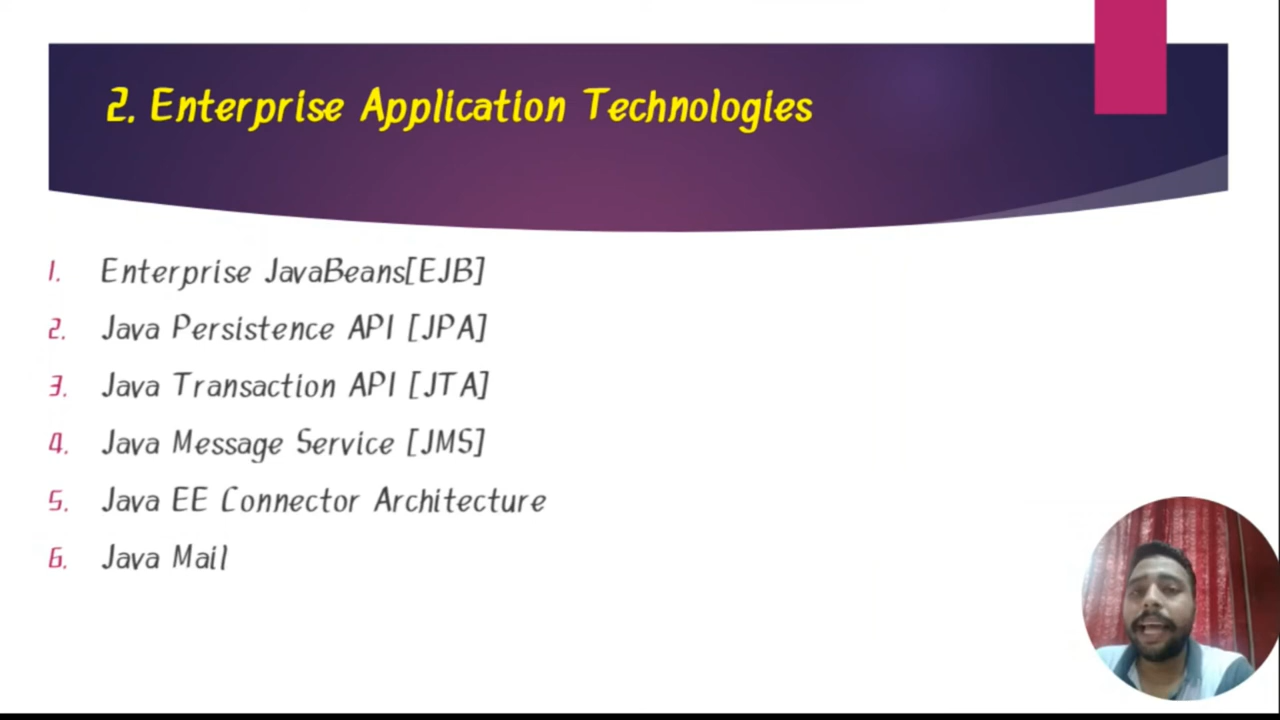 2. Enterprise Application Technologies
1. Enterprise JavaBeans[EJB]
2. Java Persistence API [JPA]
3. Java Transaction API [JTA]
4. Java Message Service [JMS]
5. Java EE Connector Architecture
6. Java Mail